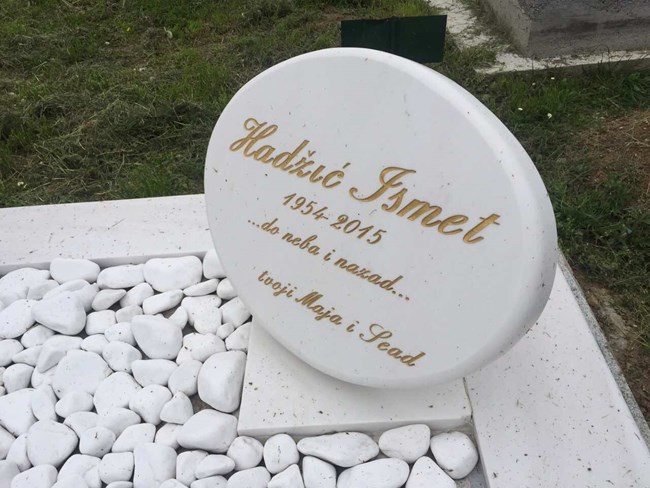 Hadžić Ismet
1954-2015
...do neba i nazad...
tvoji Maja i Sead